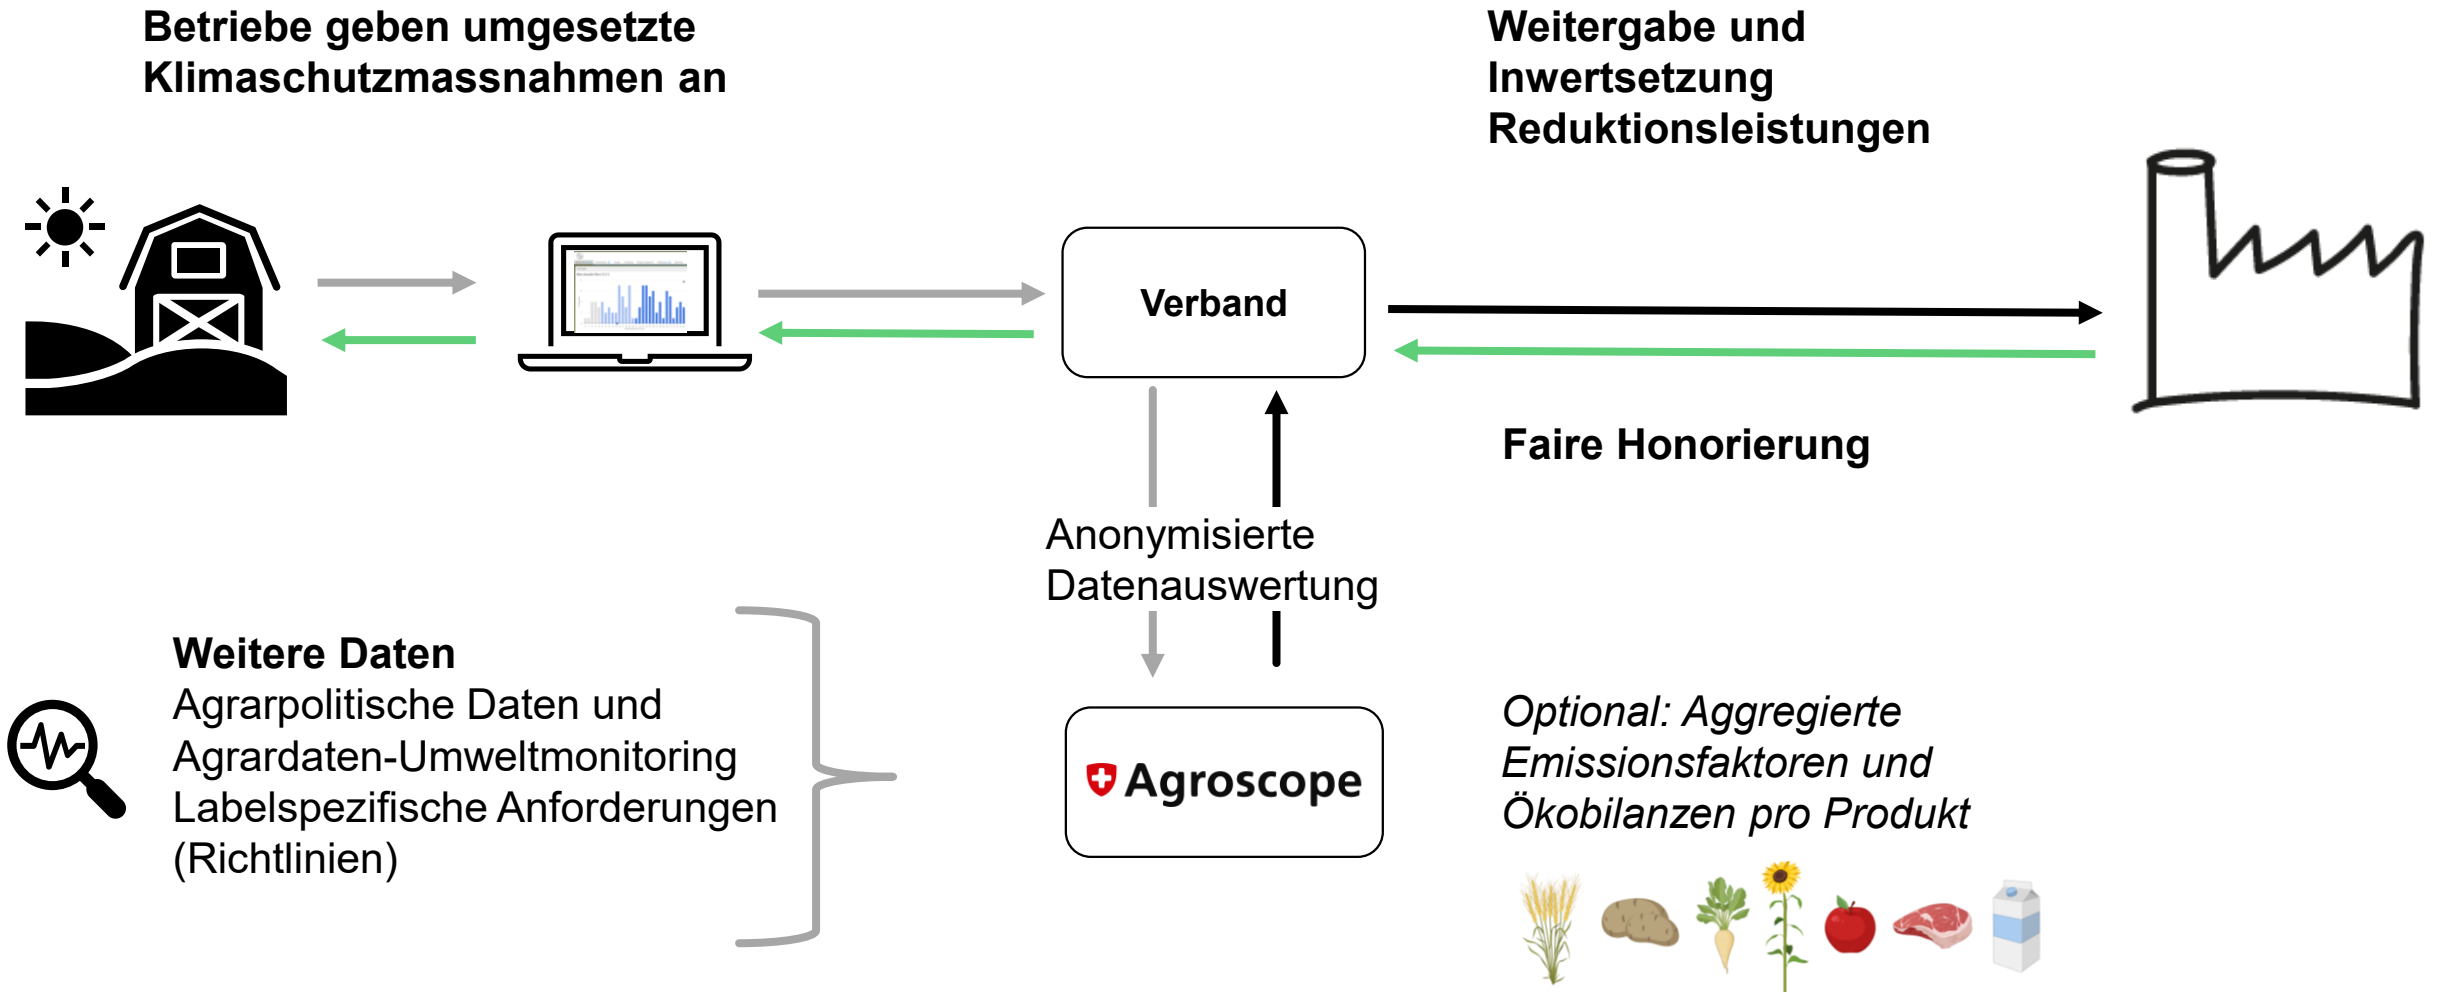 Betriebe geben umgesetzte
Klimaschutzmassnahmen an
Weitergabe und
Inwertsetzung
Reduktionsleistungen
Verband
Faire Honorierung
Anonymisierte
Datenauswertung
Weitere Daten
Agrarpolitische Daten und
Agrardaten-Umweltmonitoring
Labelspezifische Anforderungen
(Richtlinien)
Agroscope
Optional: Aggregierte
Emissionsfaktoren und
Ökobilanzen pro Produkt